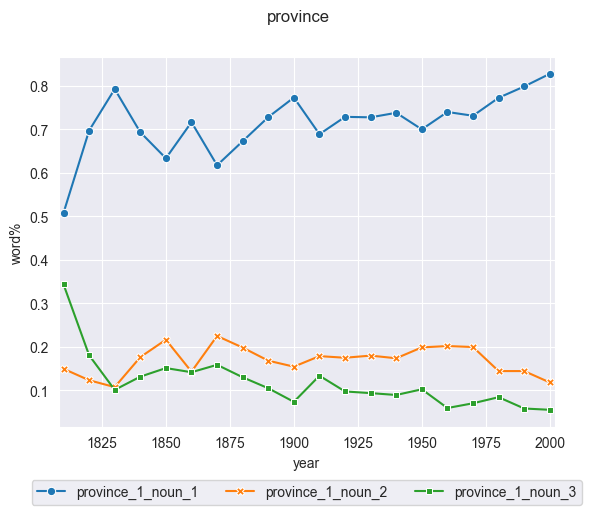 province
0.8
0.7
0.6
0.5
0.4
0.3
0.2
0.1
word%
1825 1850 1875 1900 1925 1950 1975 2000
year
province_1_noun_1 province_1_noun_2 province_1_noun_3